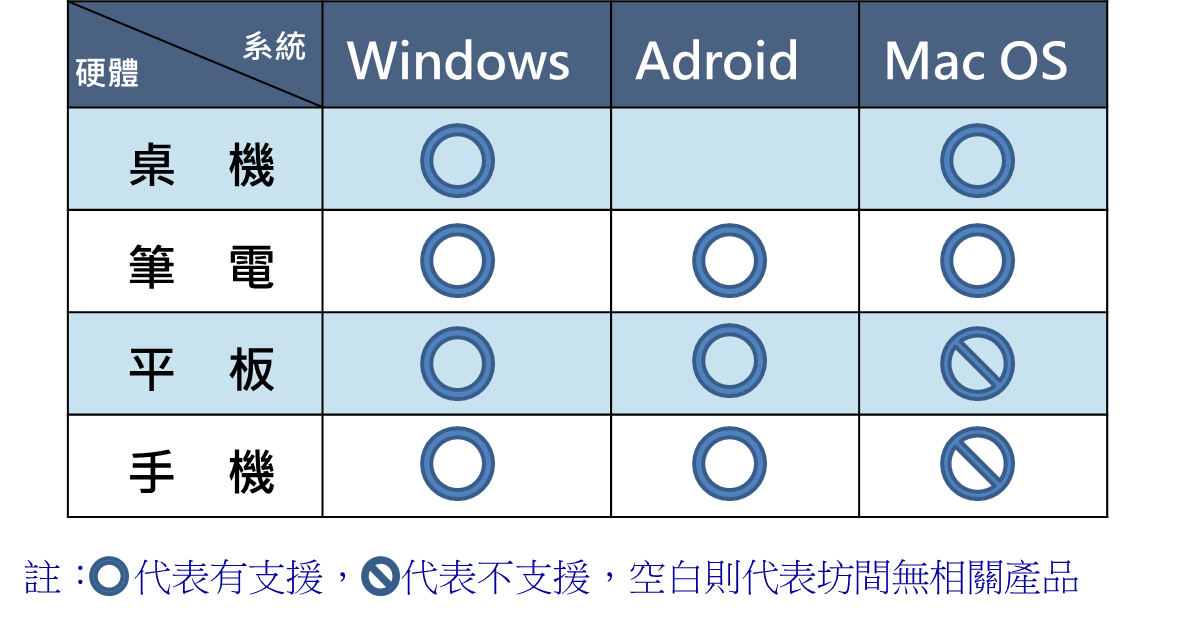 系統
硬體
Windows Adroid Mac OS
桌機
筆電
平板
手機
註：代表有支援，代表不支援，空白則代表坊間無相關產品